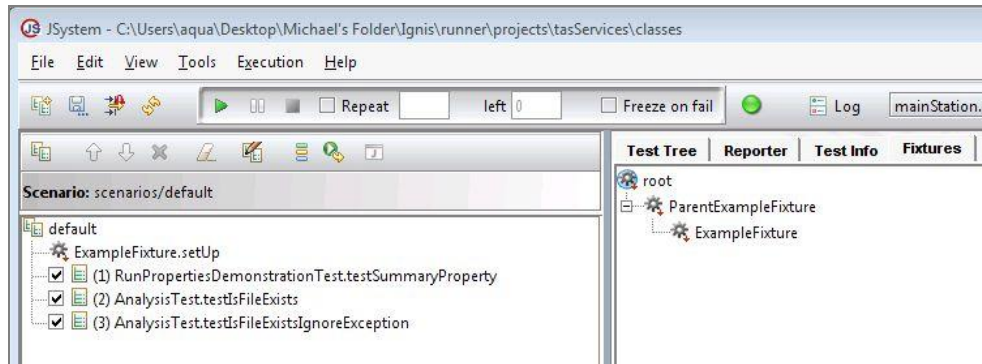 JSystem - C:\Users\aqua\Desktop\Michael's Folder\Ignis\runner\projects\tasServices\classes
File Edit View Tools Execution Help
Repeat left 0 Freeze on fail Log mainStation.
Test Tree Reporter Test Info Fixtures
Scenario: scenarios/default
root
ParentExampleFixture
ExampleFixture
default
ExampleFixture.setUp
(1) RunPropertiesDemonstrationTest.testSummaryProperty
(2) AnalysisTest.testIsFileExists
(3) AnalysisTest.testIsFileExistsIgnoreException